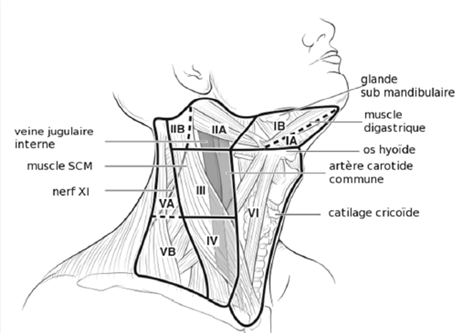 glande
sub mandibulaire
muscle
digastrique
os hyoïde
artère carotide
commune
catilage cricoïde
veine jugulaire
interne
muscle SCM
nerf XI
IIB
IIA
IB
IA
III
VA
VI
IV
VB